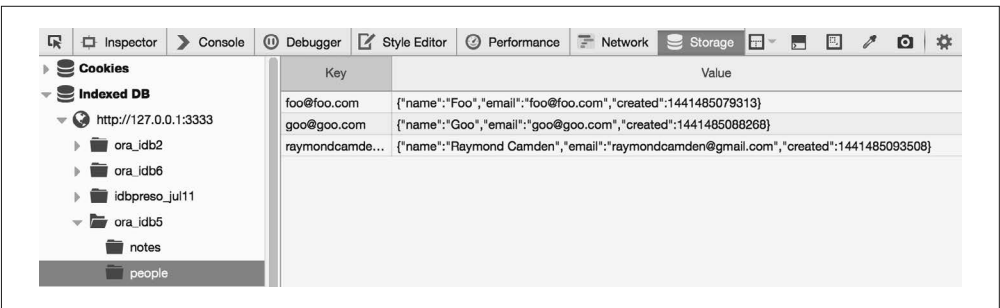 Inspector Console Debugger Style Editor Performance Network Storage
Cookies
Indexed DB
http://127.0.0.1:3333
ora_idb2
ora_idb6
idbpreso_jul11
ora_idb5
notes
people
Key Value
foo@foo.com {"name":"Foo","email":"foo@foo.com","created":1441485079313}
goo@goo.com {"name":"Goo","email":"goo@goo.com","created":1441485088268}
raymondcamde... {"name":"Raymond Camden","email":"raymondcamden@gmail.com","created":1441485093508}